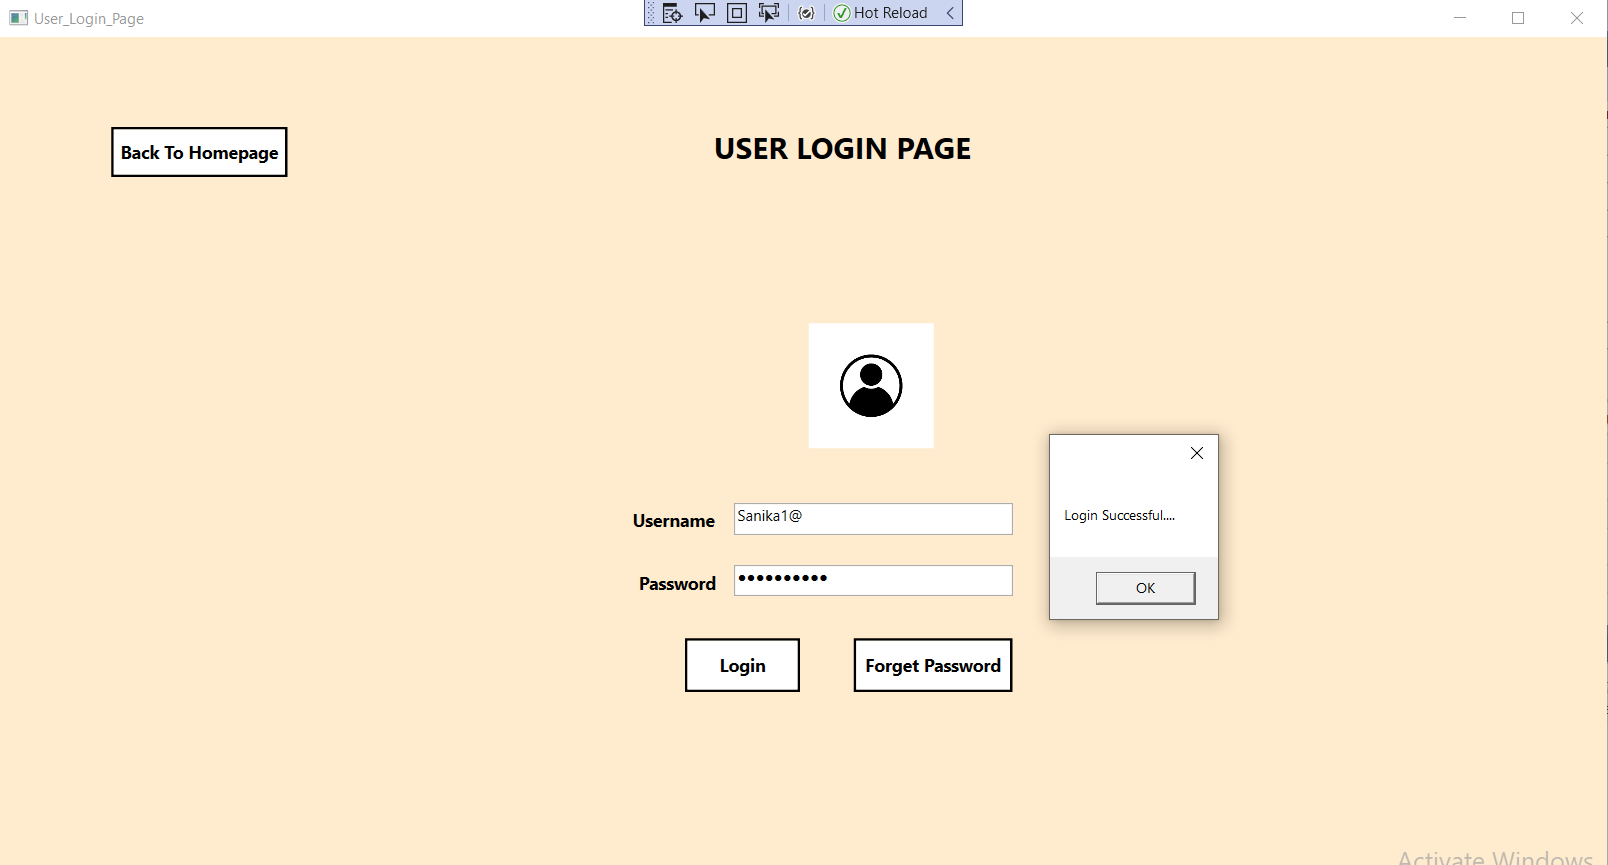 User_Login_Page
Hot Reload
Back To Homepage
USER LOGIN PAGE
Username
Sanika1@
Login Successful....
Password
••••••••••
OK
Login
Forget Password
Activate Windows